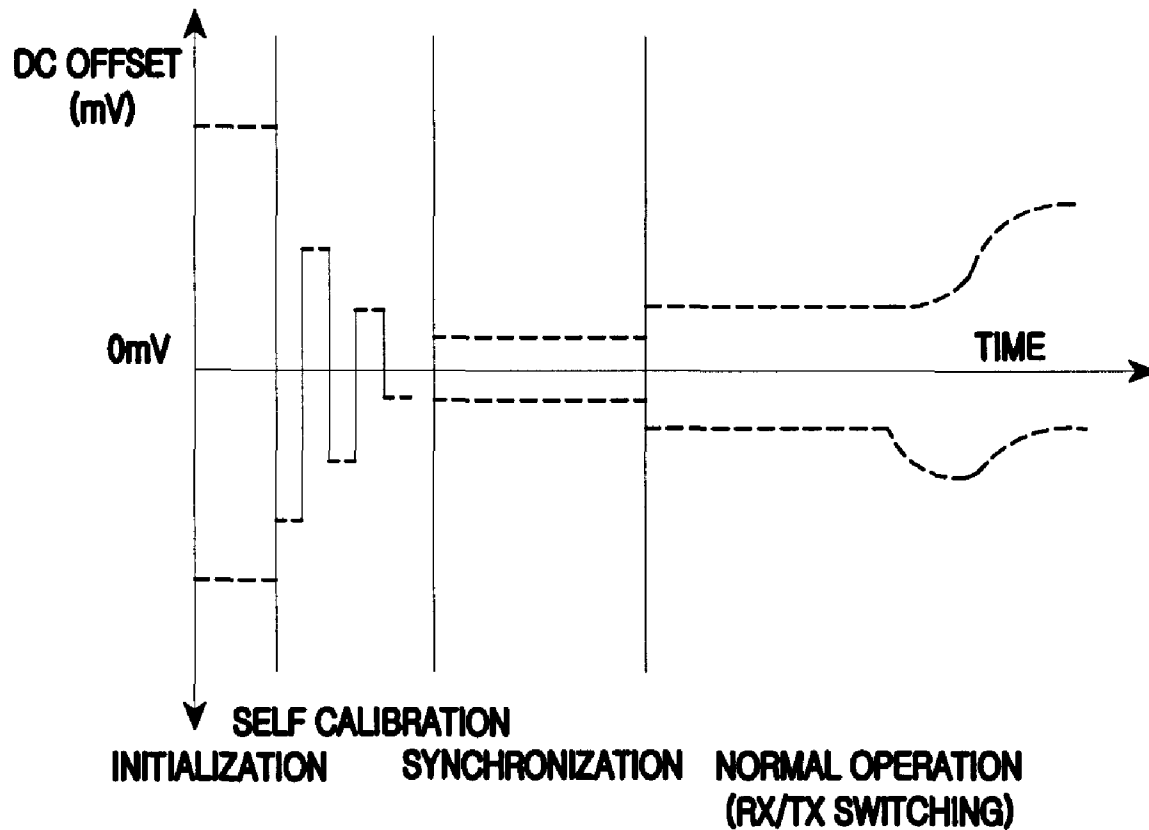 DC OFFSET
(mV)
0mV
TIME
SELF CALIBRATION
INITIALIZATION
SYNCHRONIZATION
NORMAL OPERATION
(RX/TX SWITCHING)